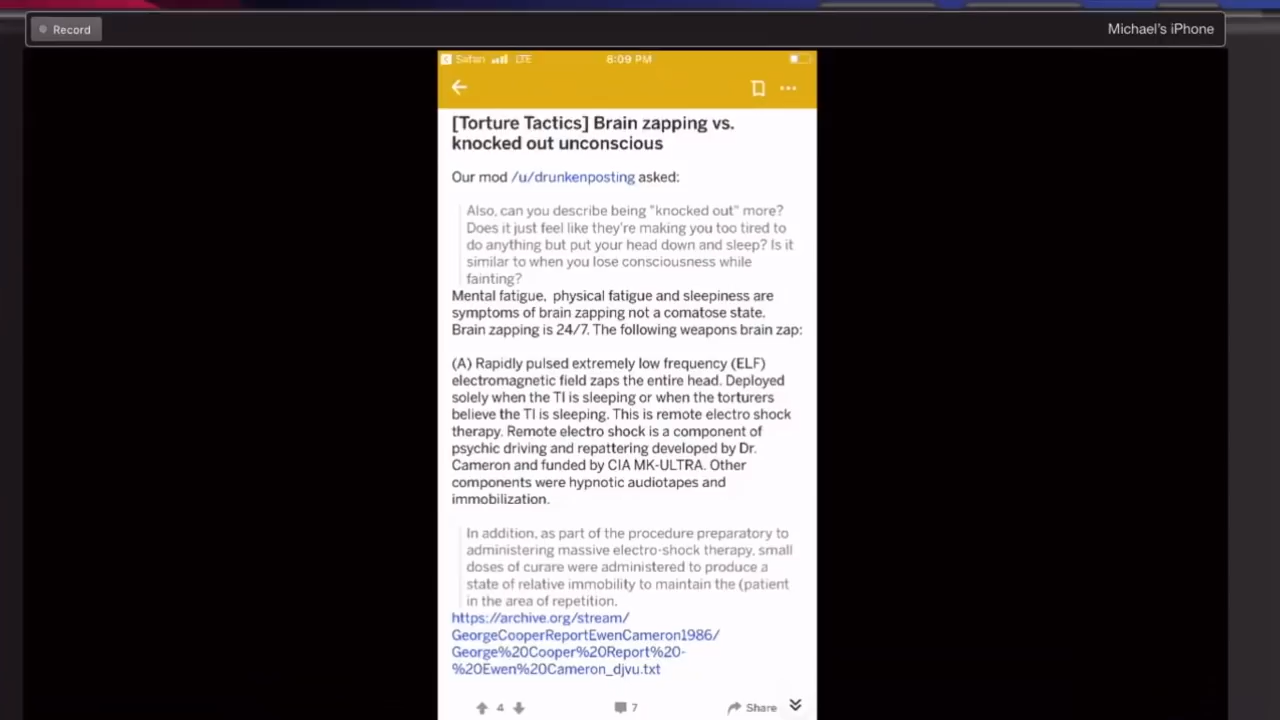 Record
Michael's iPhone
Safari LTE
8:09 PM
[Torture Tactics] Brain zapping vs.
knocked out unconscious
Our mod /u/drunkenposting asked:
Also, can you describe being "knocked out" more?
Does it just feel like they're making you too tired to
do anything but put your head down and sleep? Is it
similar to when you lose consciousness while
fainting?
Mental fatigue, physical fatigue and sleepiness are
symptoms of brain zapping not a comatose state.
Brain zapping is 24/7. The following weapons brain zap:
(A) Rapidly pulsed extremely low frequency (ELF)
electromagnetic field zaps the entire head. Deployed
solely when the TI is sleeping or when the torturers
believe the TI is sleeping. This is remote electro shock
therapy. Remote electro shock is a component of
psychic driving and repattering developed by Dr.
Cameron and funded by CIA MK-ULTRA. Other
components were hypnotic audiotapes and
immobilization.
In addition, as part of the procedure preparatory to
administering massive electro-shock therapy, small
doses of curare were administered to produce a
state of relative immobility to maintain the (patient
in the area of repetition.
https://archive.org/stream/
GeorgeCooperReportEwenCameron1986/
George%20Cooper%20Report%20-
%20Ewen%20Cameron_djvu.txt
4
7
Share